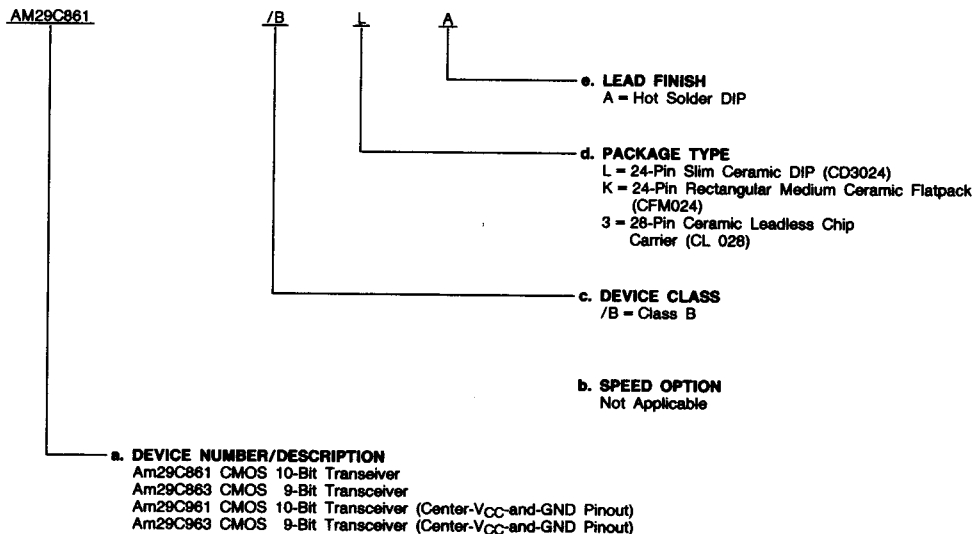 AM29C861 /B L A
e. LEAD FINISH
A = Hot Solder DIP
d. PACKAGE TYPE
L = 24-Pin Slim Ceramic DIP (CD3024)
K = 24-Pin Rectangular Medium Ceramic Flatpack
(CFM024)
3 = 28-Pin Ceramic Leadless Chip
Carrier (CL 028)
c. DEVICE CLASS
/B = Class B
b. SPEED OPTION
Not Applicable
a. DEVICE NUMBER/DESCRIPTION
Am29C861 CMOS 10-Bit Transeiver
Am29C863 CMOS 9-Bit Transceiver
Am29C961 CMOS 10-Bit Transceiver (Center-VCC-and-GND Pinout)
Am29C963 CMOS 9-Bit Transceiver (Center-VCC-and-GND Pinout)